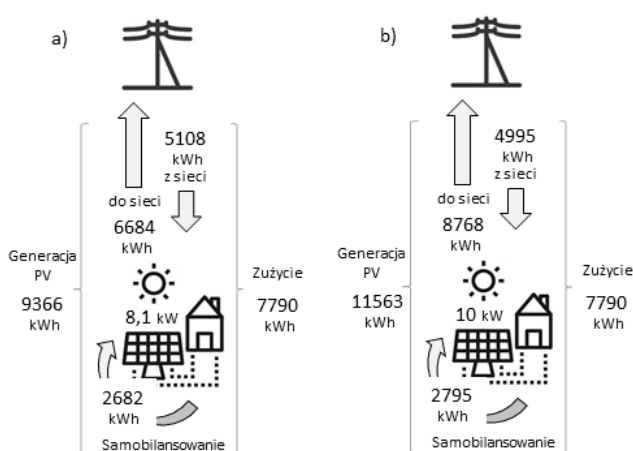 a)
5108
kWh
z sieci
do sieci
6684
kWh
Generacja
PV
9366
kWh
8,1 kW
Zużycie
7790
kWh
2682
kWh
Samobilansowanie
b)
4995
kWh
z sieci
do sieci
8768
kWh
Generacja
PV
11563
kWh
10 kW
Zużycie
7790
kWh
2795
kWh
Samobilansowanie